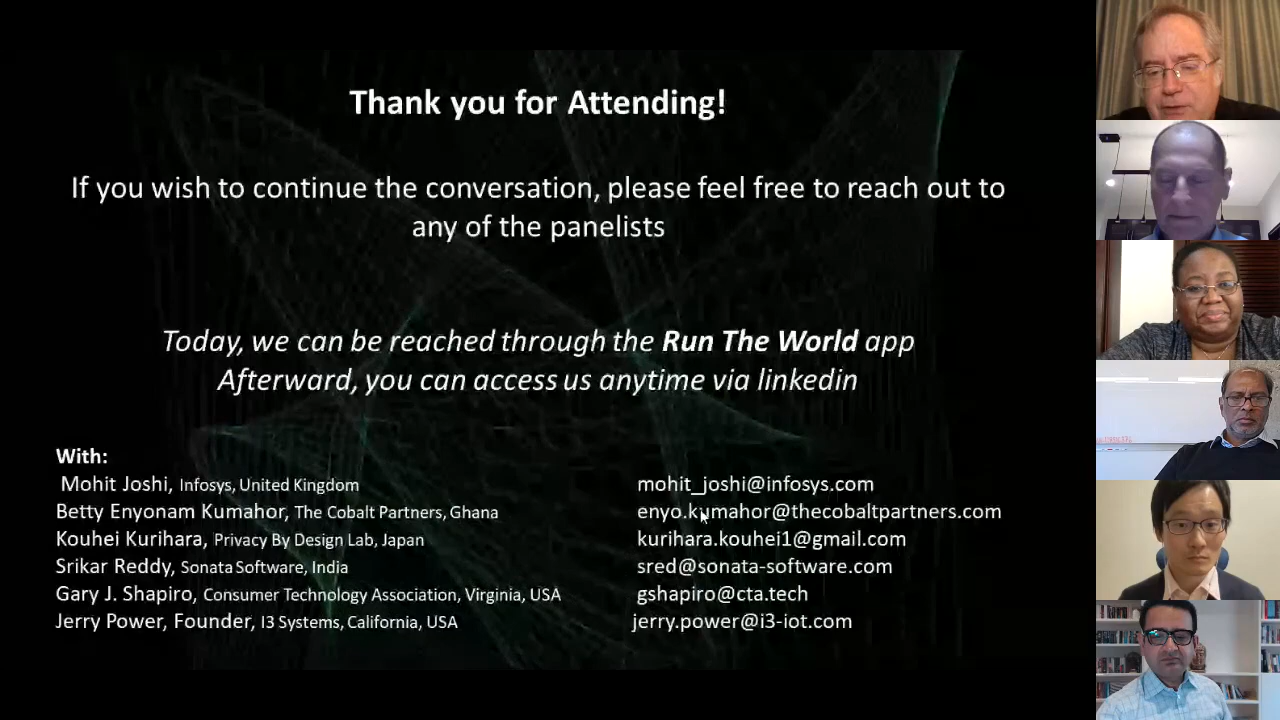 Thank you for Attending!
If you wish to continue the conversation, please feel free to reach out to
any of the panelists
Today, we can be reached through the Run The World app
Afterward, you can access us anytime via linkedin
With:
Mohit Joshi, Infosys, United Kingdom mohit_joshi@infosys.com
Betty Enyonam Kumahor, The Cobalt Partners, Ghana enyo.kumahor@thecobaltpartners.com
Kouhei Kurihara, Privacy By Design Lab, Japan kurihara.kouhei1@gmail.com
Srikar Reddy, Sonata Software, India sred@sonata-software.com
Gary J. Shapiro, Consumer Technology Association, Virginia, USA gshapiro@cta.tech
Jerry Power, Founder, I3 Systems, California, USA jerry.power@i3-iot.com